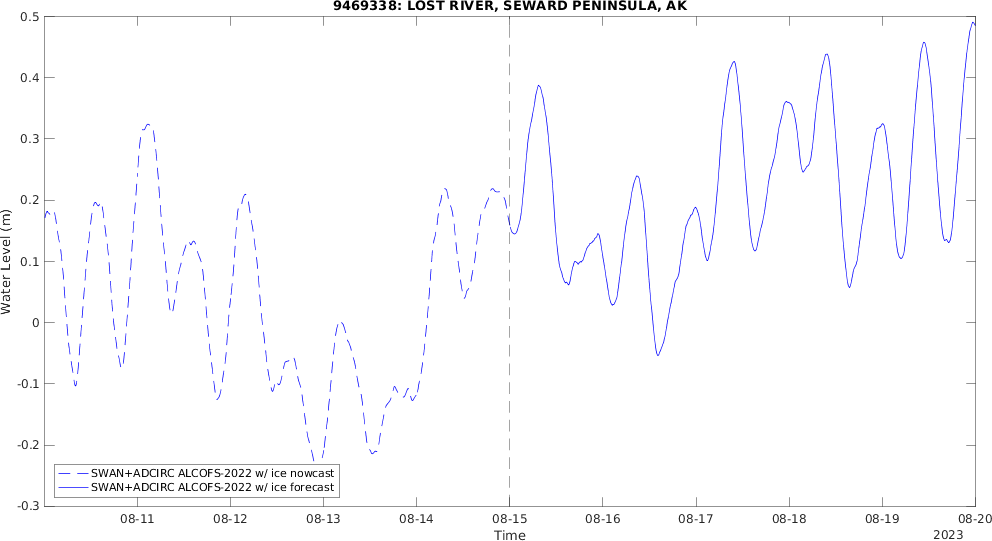 9469338: LOST RIVER, SEWARD PENINSULA, AK
0.5
0.4
0.3
0.2
0.1
0
-0.1
-0.2
-0.3
Water Level (m)
SWAN+ADCIRC ALCOFS-2022 w/ ice nowcast
SWAN+ADCIRC ALCOFS-2022 w/ ice forecast
08-11 08-12 08-13 08-14 08-15 08-16 08-17 08-18 08-19 08-20
Time
2023